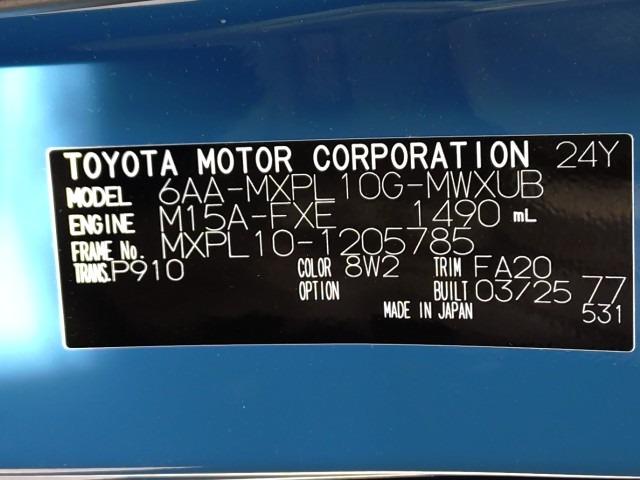 TOYOTA MOTOR CORPORATION 24Y
MODEL 6AA-MXPL10G-MWXUB
ENGINE M15A-FXE 1490 mL
FRAME No. MXPL10-1205785
TRANS. P910 COLOR 8W2 TRIM FA20
OPTION BUILT 03/25 77
MADE IN JAPAN 531